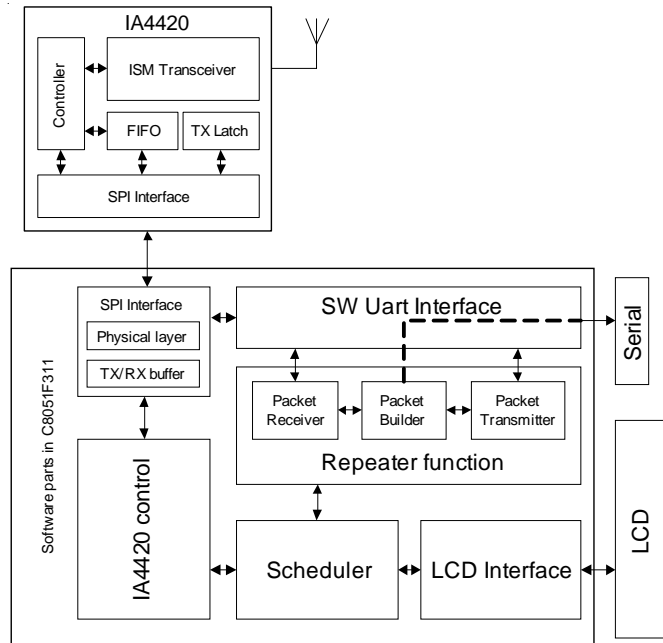 IA4420
Controller
ISM Transceiver
FIFO
TX Latch
SPI Interface
Software parts in C8051F311
SPI Interface
Physical layer
TX/RX buffer
SW Uart Interface
Serial
Packet
Receiver
Packet
Builder
Packet
Transmitter
Repeater function
IA4420 control
Scheduler
LCD Interface
LCD